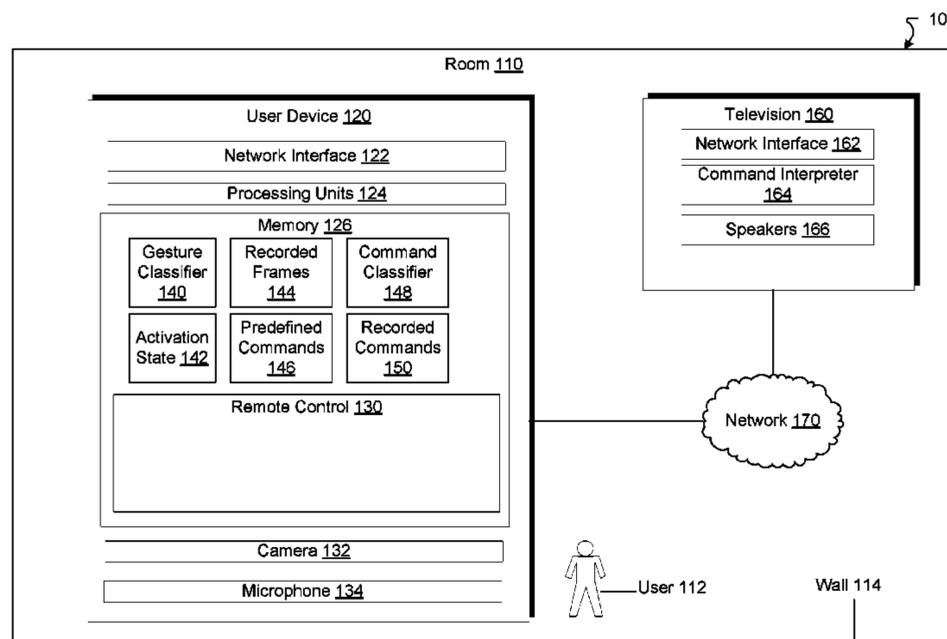 10
Room 110
User Device 120
Network Interface 122
Processing Units 124
Memory 126
Gesture
Classifier
140
Recorded
Frames
144
Command
Classifier
148
Activation
State 142
Predefined
Commands
146
Recorded
Commands
150
Remote Control 130
Camera 132
Microphone 134
Television 160
Network Interface 162
Command Interpreter
164
Speakers 166
Network 170
User 112
Wall 114